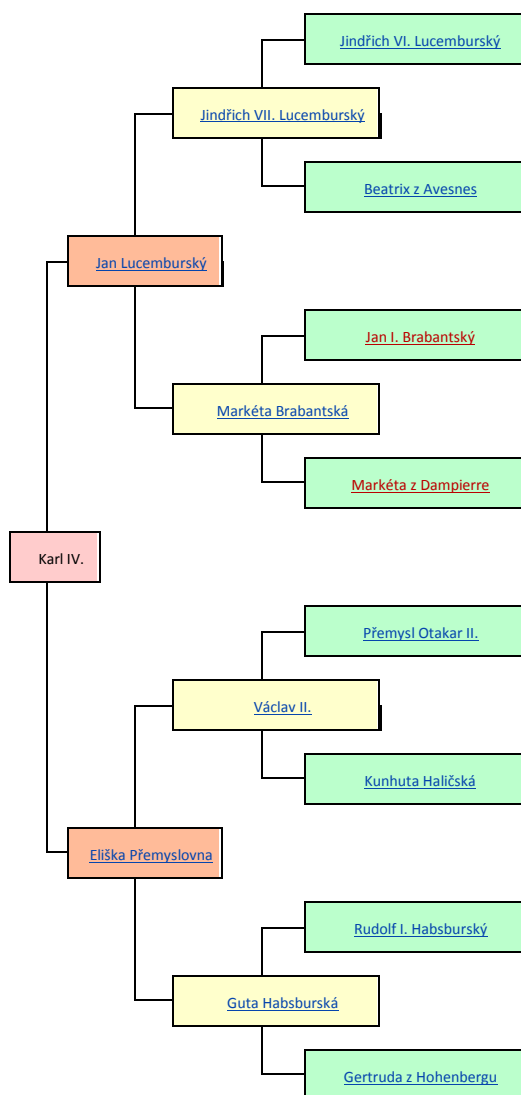 Jindřich VI. Lucemburský
Jindřich VII. Lucemburský
Beatrix z Avesnes
Jan Lucemburský
Jan I. Brabantský
Markéta Brabantská
Markéta z Dampierre
Karl IV.
Přemysl Otakar II.
Václav II.
Kunhuta Haličská
Eliška Přemyslovna
Rudolf I. Habsburský
Guta Habsburská
Gertruda z Hohenbergu